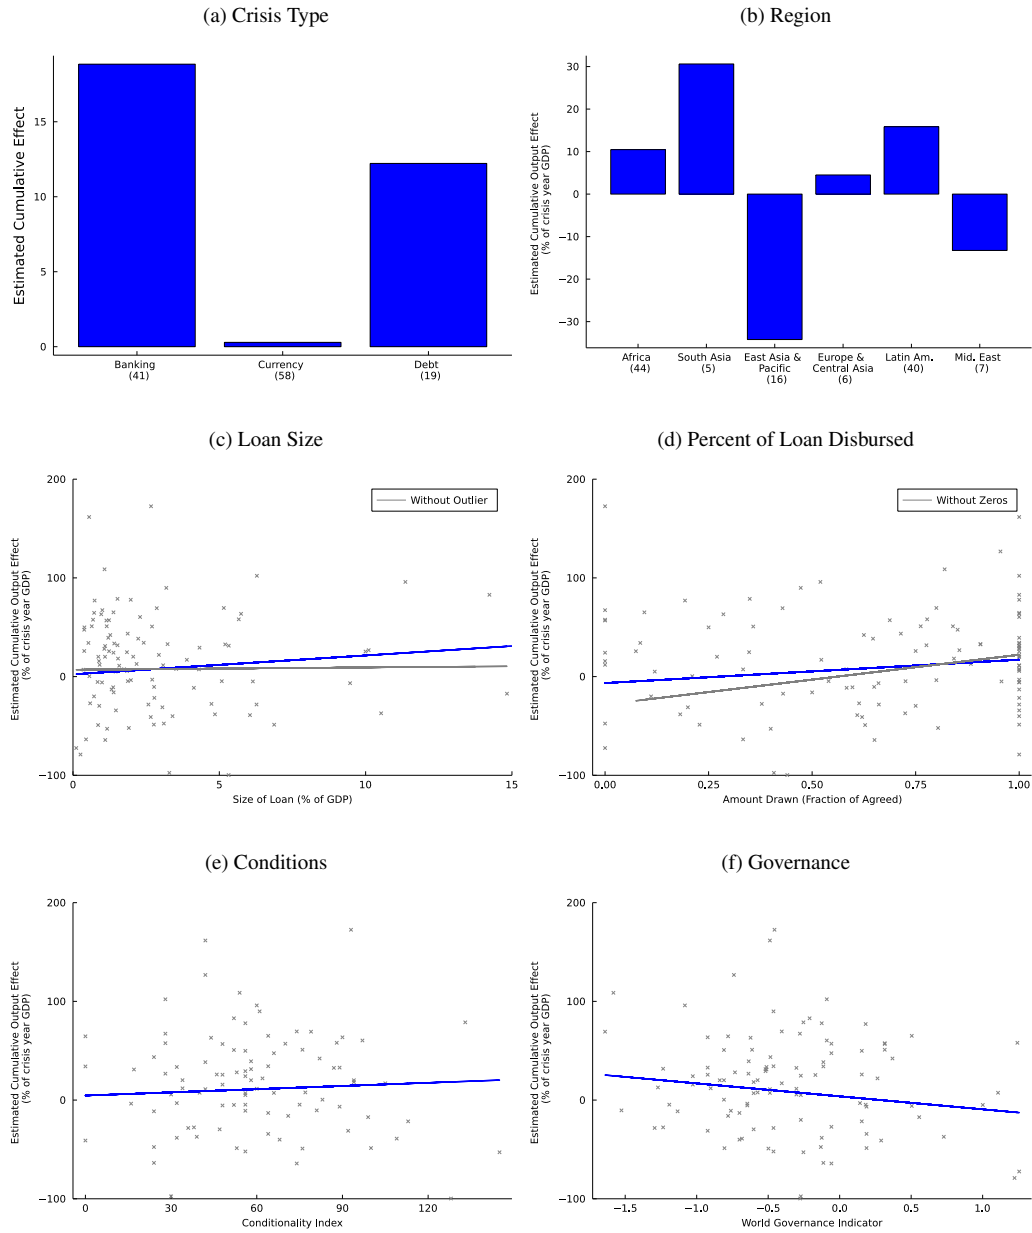 (a) Crisis Type
Estimated Cumulative Effect
15
10
5
0
Banking
(41)
Currency
(58)
Debt
(19)
(b) Region
Estimated Cumulative Output Effect
(% of crisis year GDP)
30
20
10
0
−10
−20
−30
Africa
(44)
South Asia
(5)
East Asia &
Pacific
(16)
Europe &
Central Asia
(6)
Latin Am.
(40)
Mid. East
(7)
(c) Loan Size
Estimated Cumulative Output Effect
(% of crisis year GDP)
200
100
0
−100
Without Outlier
0 5 10 15
Size of Loan (% of GDP)
(d) Percent of Loan Disbursed
Estimated Cumulative Output Effect
(% of crisis year GDP)
200
100
0
−100
Without Zeros
0.00 0.25 0.50 0.75 1.00
Amount Drawn (Fraction of Agreed)
(e) Conditions
Estimated Cumulative Output Effect
(% of crisis year GDP)
200
100
0
−100
0 30 60 90 120
Conditionality Index
(f) Governance
Estimated Cumulative Output Effect
(% of crisis year GDP)
200
100
0
−100
−1.5 −1.0 −0.5 0.0 0.5 1.0
World Governance Indicator